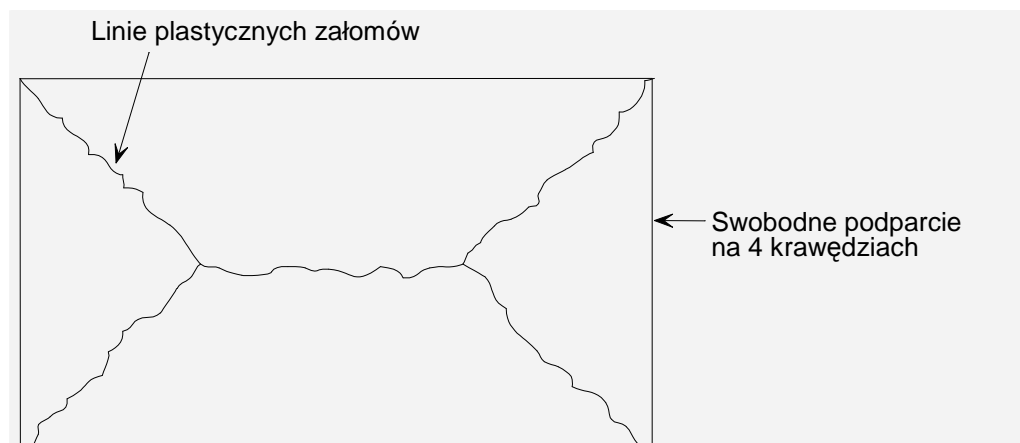 Linie plastycznych załomów
Swobodne podparcie
na 4 krawędziach